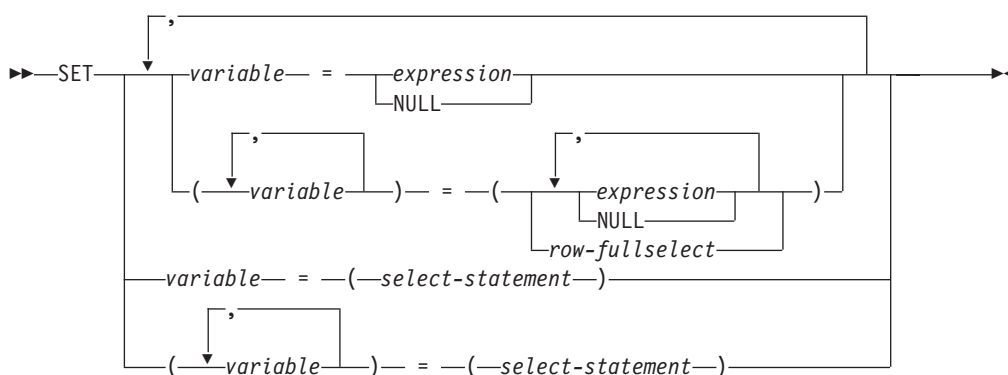 ,
SET variable = expression
NULL
, ,
( variable ) = ( expression )
NULL
row-fullselect
variable = ( select-statement )
,
( variable ) = ( select-statement )